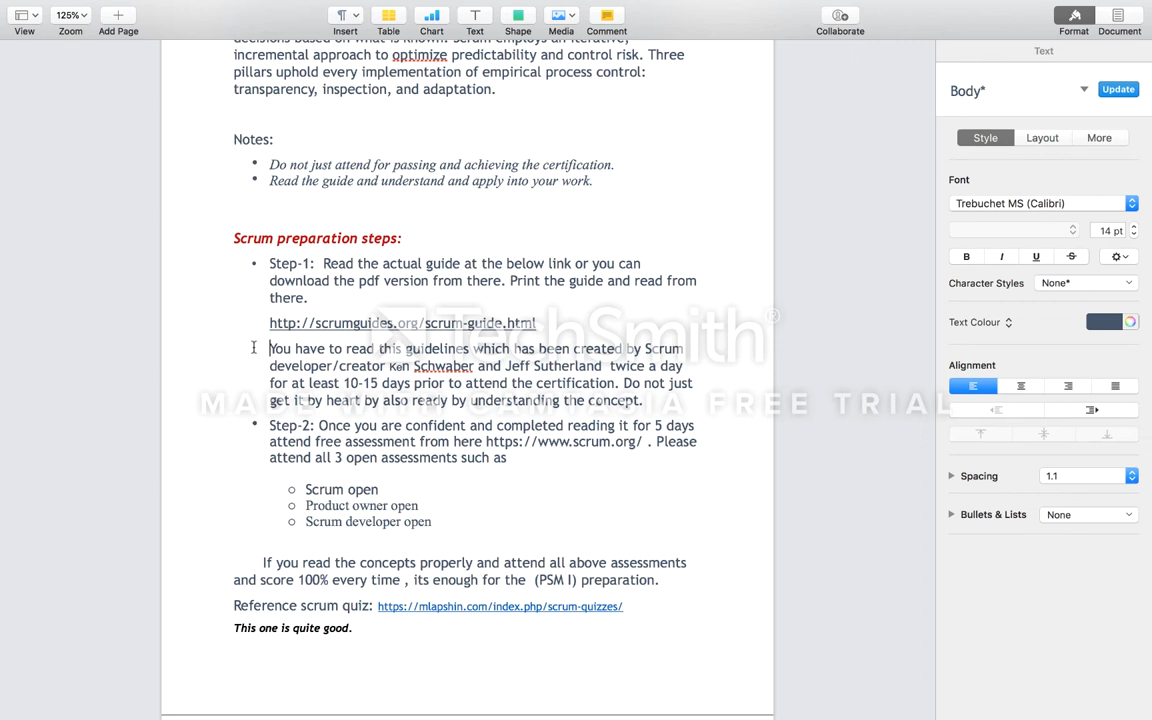 View
125%
Zoom
Add Page
Insert
Table
Chart
Text
Shape
Media
Comment
Collaborate
Format
Document
decisions based on what is known. Scrum employs an iterative,
incremental approach to optimize predictability and control risk. Three
pillars uphold every implementation of empirical process control:
transparency, inspection, and adaptation.
Notes:
• Do not just attend for passing and achieving the certification.
• Read the guide and understand and apply into your work.
Scrum preparation steps:
• Step-1: Read the actual guide at the below link or you can
download the pdf version from there. Print the guide and read from
there.
http://scrumguides.org/scrum-guide.html
You have to read this guidelines which has been created by Scrum
developer/creator Ken Schwaber and Jeff Sutherland twice a day
for at least 10-15 days prior to attend the certification. Do not just
get it by heart by also ready by understanding the concept.
• Step-2: Once you are confident and completed reading it for 5 days
attend free assessment from here https://www.scrum.org/ . Please
attend all 3 open assessments such as
○ Scrum open
○ Product owner open
○ Scrum developer open
If you read the concepts properly and attend all above assessments
and score 100% every time , its enough for the (PSM I) preparation.
Reference scrum quiz: https://mlapshin.com/index.php/scrum-quizzes/
This one is quite good.
TechSmith®
MADE WITH CAMTASIA FREE TRIAL
Text
Body*
Update
Style
Layout
More
Font
Trebuchet MS (Calibri)
14 pt
B I U S
Character Styles
None*
Text Colour
Alignment
Spacing
1.1
Bullets & Lists
None